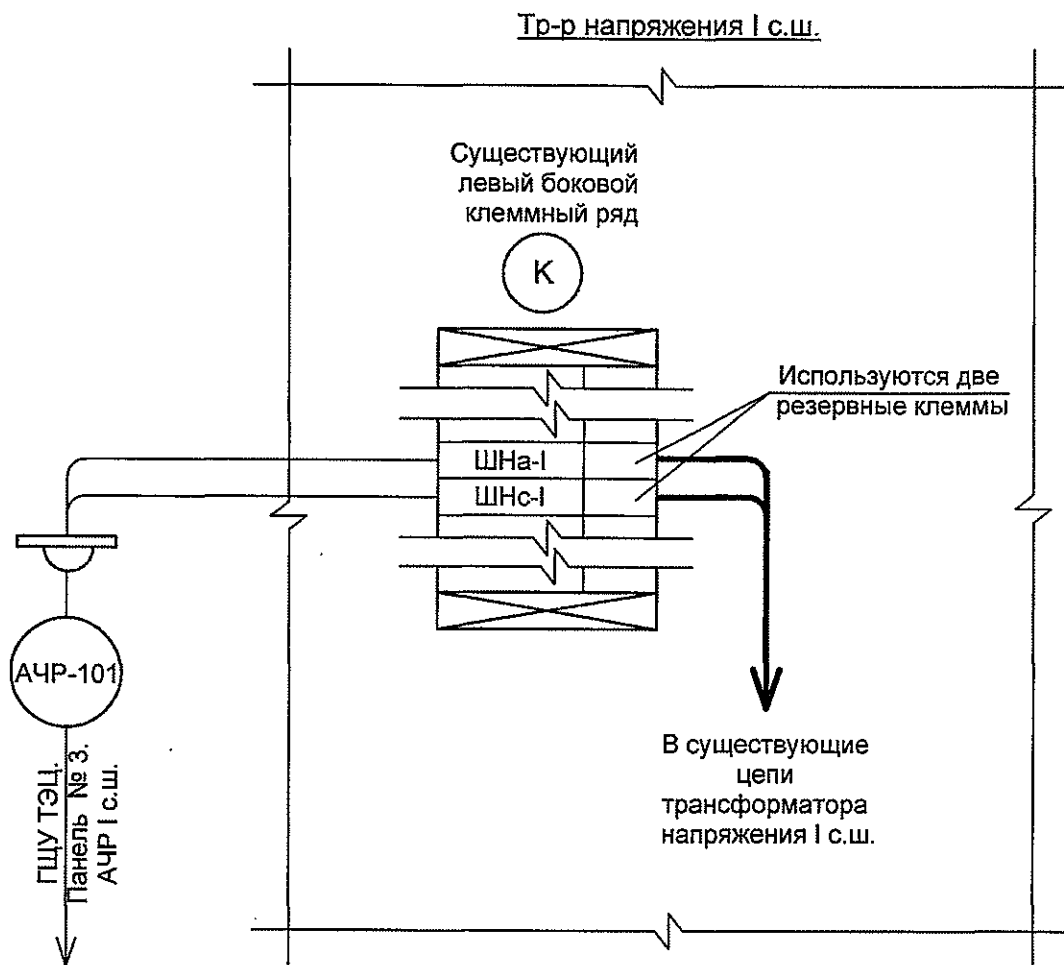 Тр-р напряжения I с.ш.
Существующий
левый боковой
клеммный ряд
К
Используются две
резервные клеммы
ШНа-I
ШНс-I
АЧР-101
ГЩУ ТЭЦ.
Панель № 3.
АЧР I с.ш.
В существующие
цепи
трансформатора
напряжения I с.ш.